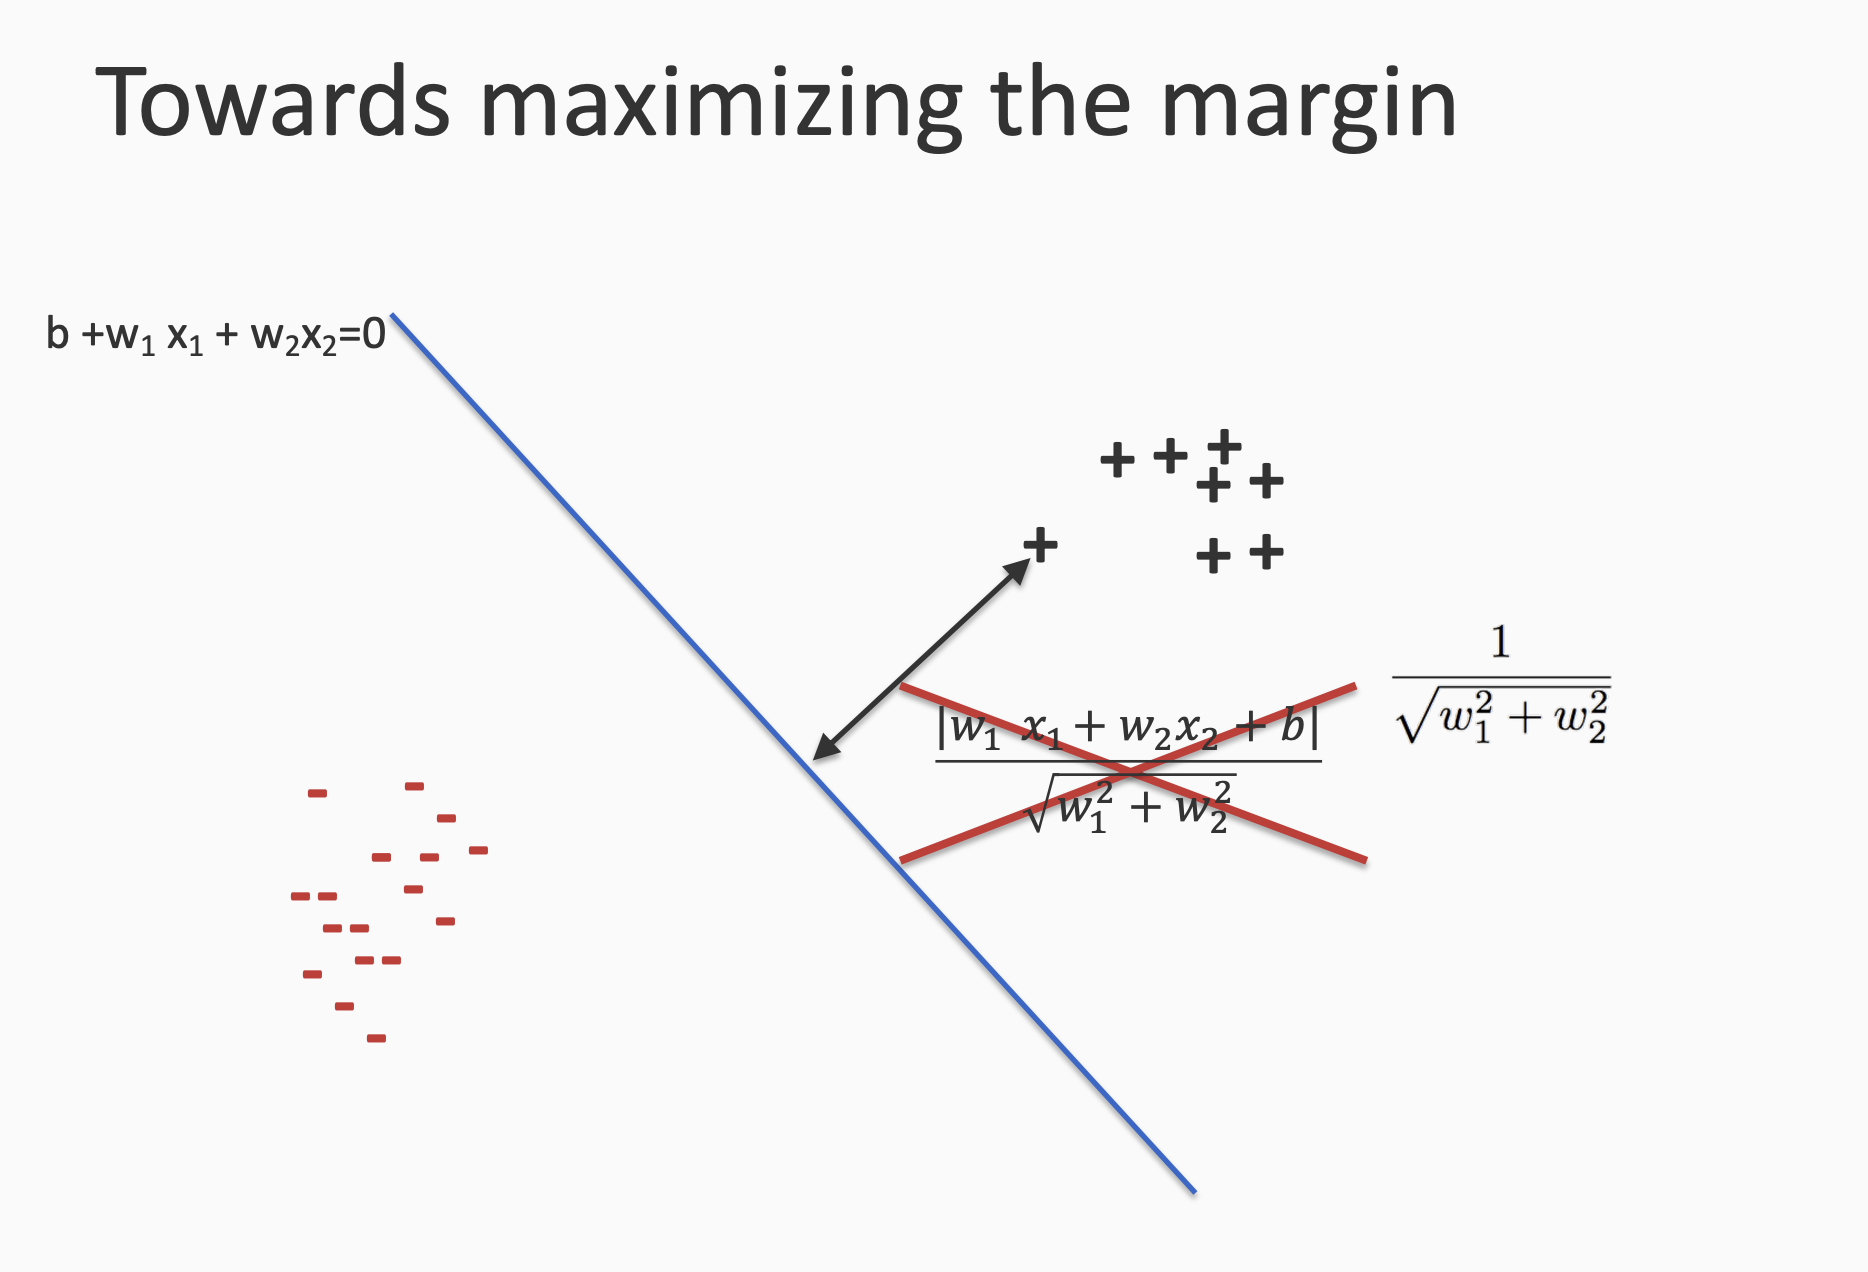 Towards maximizing the margin
b +w₁ x₁ + w₂x₂=0
1
√w₁² + w₂²
|w₁ x₁ + w₂x₂ + b|
√w₁² + w₂²